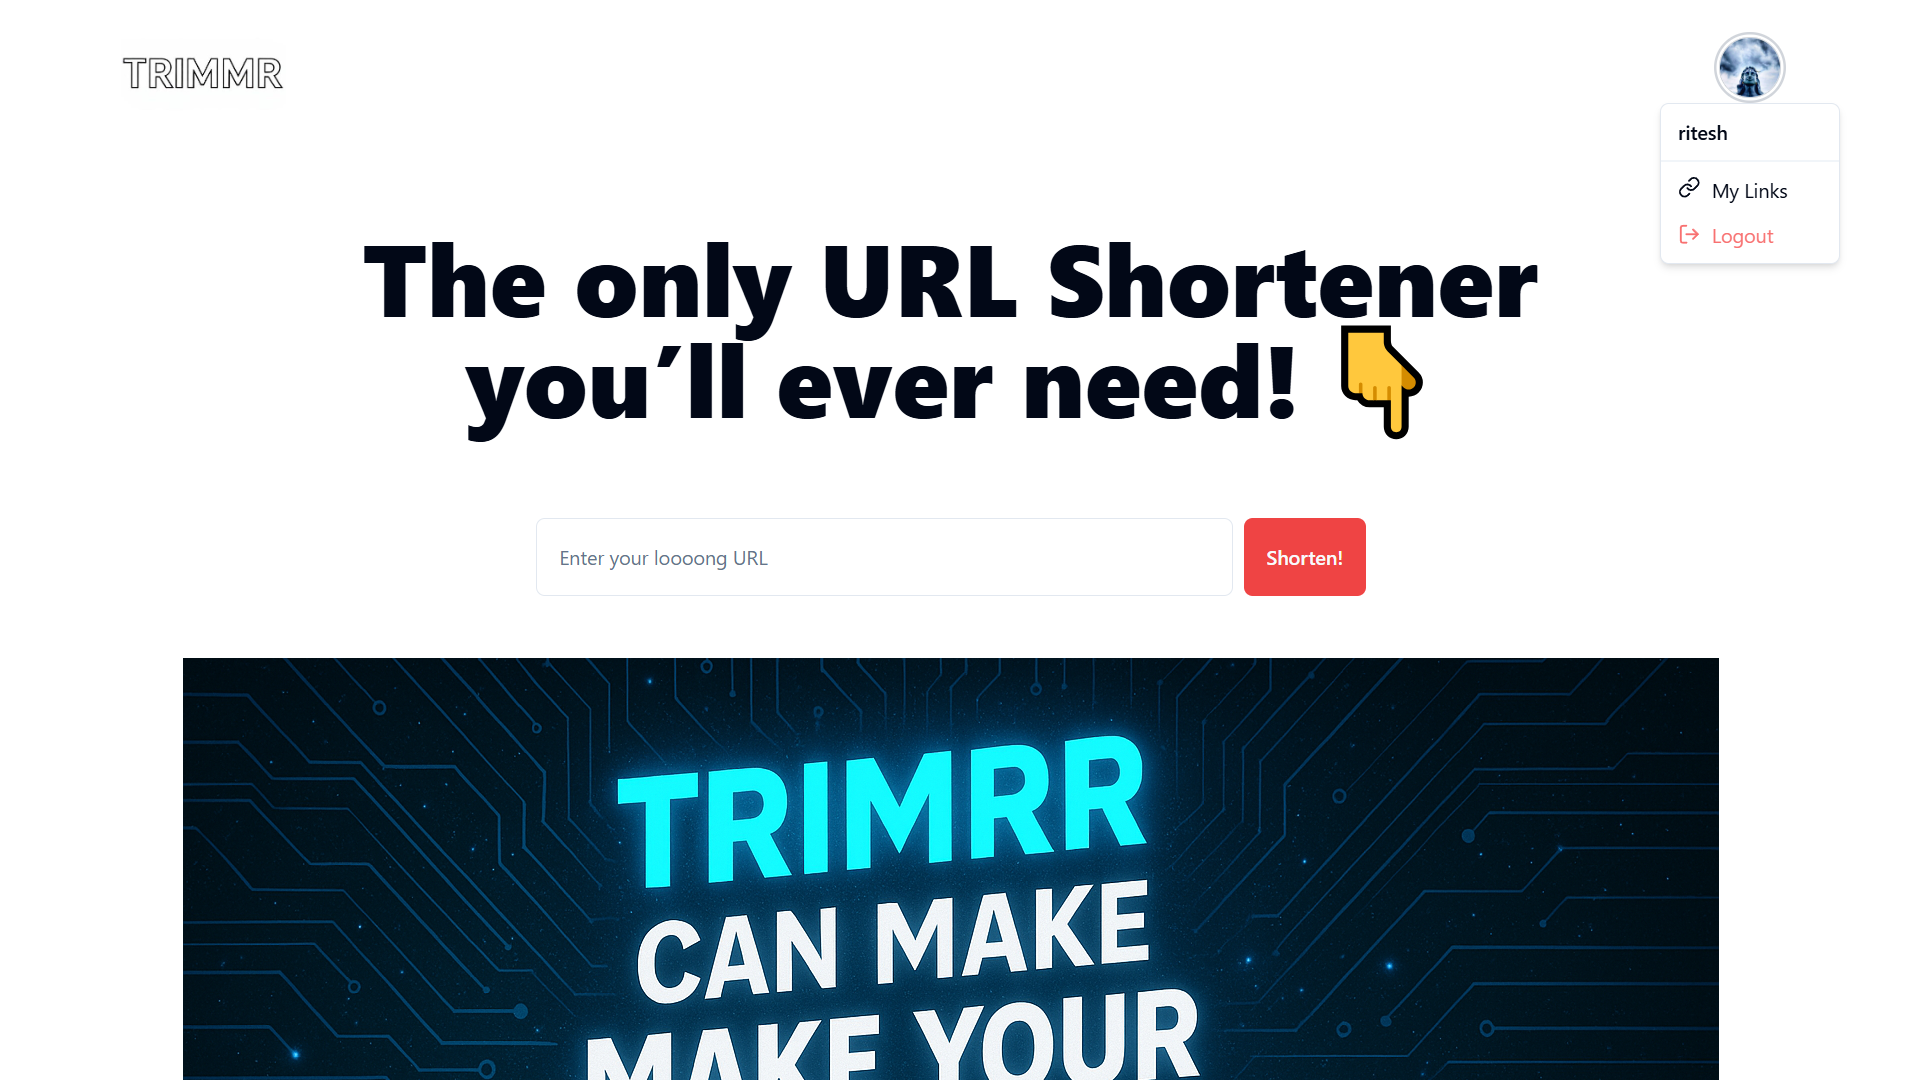 TRIMMR
ritesh
My Links
Logout
The only URL Shortener
you’ll ever need! 👇
Enter your loooong URL
Shorten!
TRIMRR
CAN MAKE
MAKE YOUR